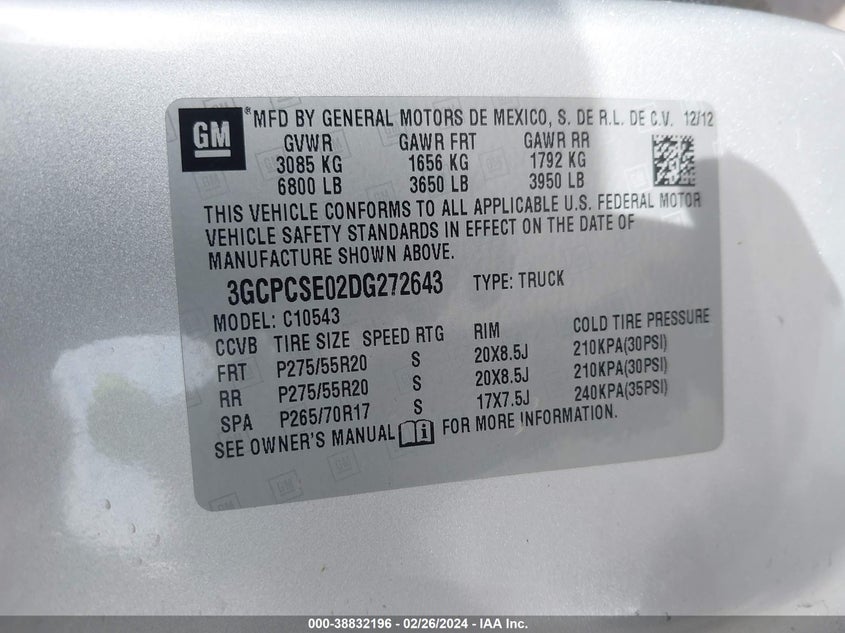 GM ® MFD BY GENERAL MOTORS DE MEXICO, S. DE R.L. DE C.V. 12/12
GVWR GAWR FRT GAWR RR
3085 KG 1656 KG 1792 KG
6800 LB 3650 LB 3950 LB
THIS VEHICLE CONFORMS TO ALL APPLICABLE U.S. FEDERAL MOTOR
VEHICLE SAFETY STANDARDS IN EFFECT ON THE DATE OF
MANUFACTURE SHOWN ABOVE.
3GCPCSE02DG272643 TYPE: TRUCK
MODEL: C10543
CCVB TIRE SIZE SPEED RTG RIM COLD TIRE PRESSURE
FRT P275/55R20 S 20X8.5J 210KPA(30PSI)
RR P275/55R20 S 20X8.5J 210KPA(30PSI)
SPA P265/70R17 S 17X7.5J 240KPA(35PSI)
SEE OWNER'S MANUAL FOR MORE INFORMATION.
000-38832196 - 02/26/2024 - IAA Inc.